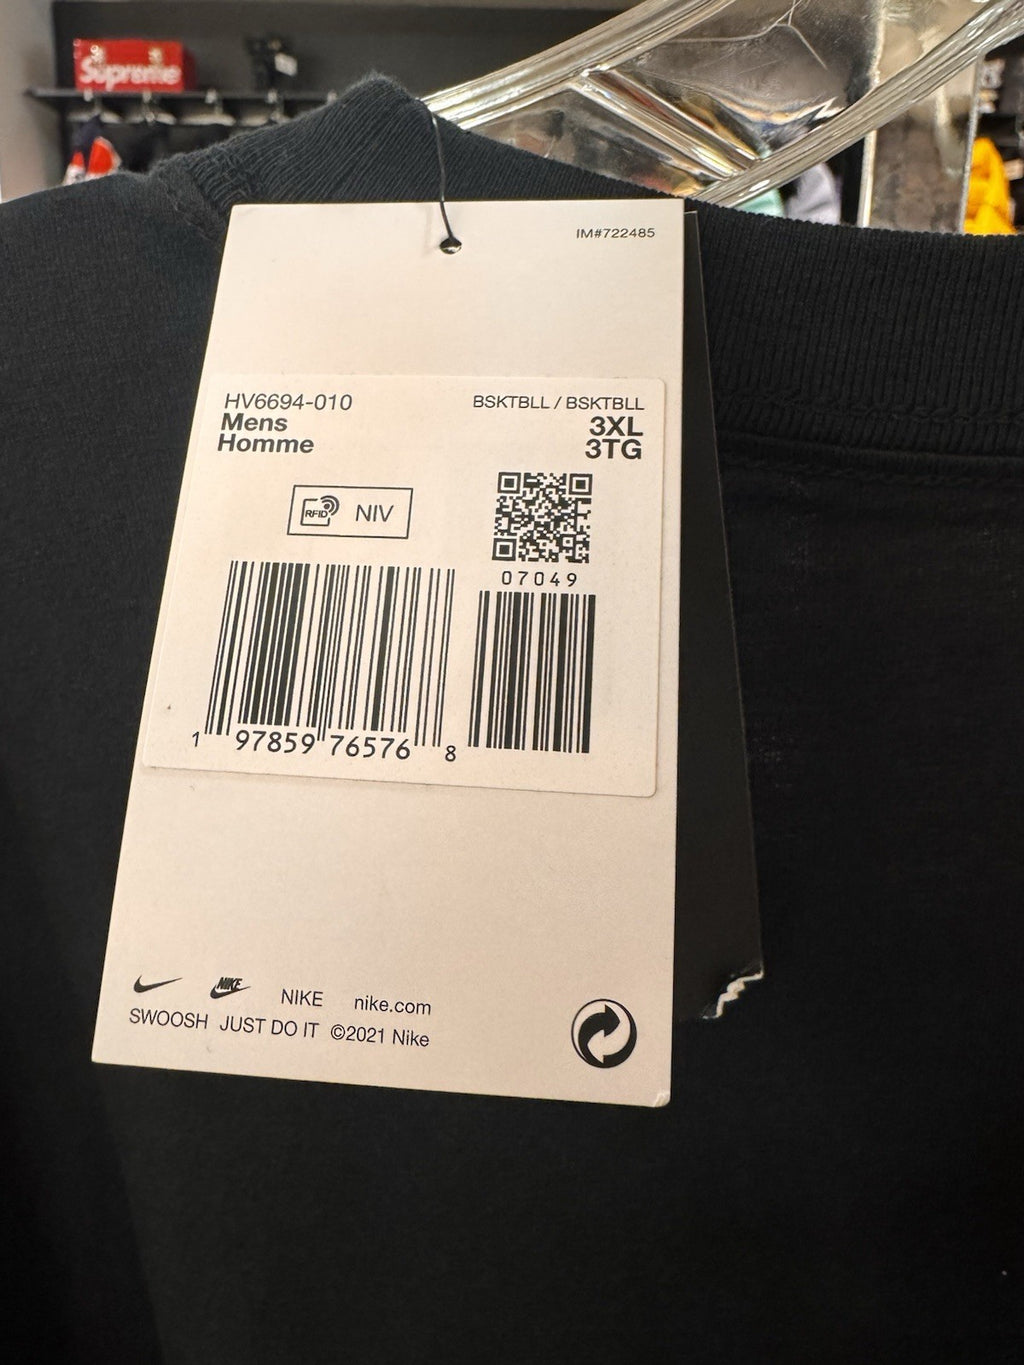 Supreme
IM#722485
HV6694-010 BSKTBLL / BSKTBLL
Mens 3XL
Homme 3TG
RFID NIV
07049
1 97859 76576 8
NIKE NIKE nike.com
SWOOSH JUST DO IT ©2021 Nike